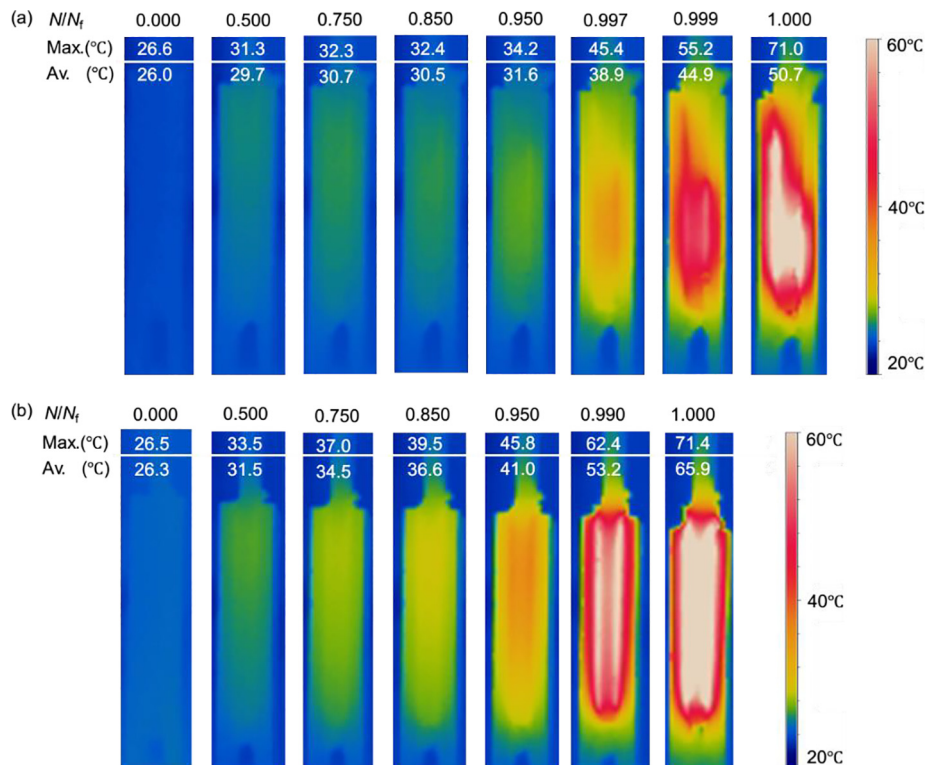 (a) N/Nf 0.000 0.500 0.750 0.850 0.950 0.997 0.999 1.000
Max.(℃) 26.6 31.3 32.3 32.4 34.2 45.4 55.2 71.0
Av. (℃) 26.0 29.7 30.7 30.5 31.6 38.9 44.9 50.7
60℃
40℃
20℃
(b) N/Nf 0.000 0.500 0.750 0.850 0.950 0.990 1.000
Max.(℃) 26.5 33.5 37.0 39.5 45.8 62.4 71.4
Av. (℃) 26.3 31.5 34.5 36.6 41.0 53.2 65.9
60℃
40℃
20℃